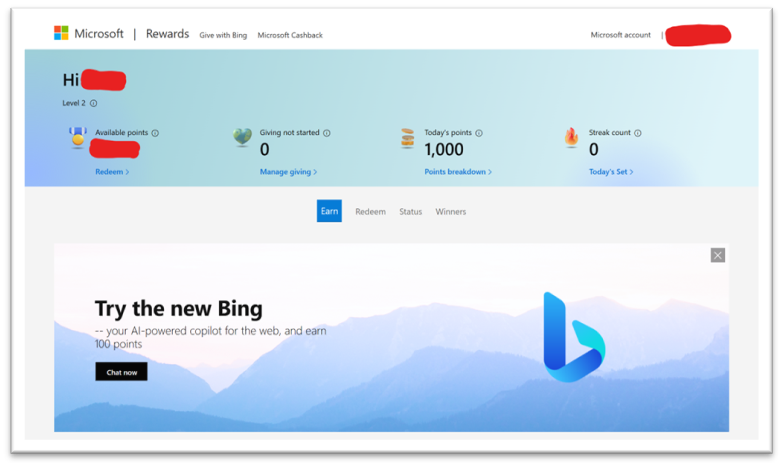 Microsoft | Rewards Give with Bing Microsoft Cashback Microsoft account |
Hi
Level 2
Available points Giving not started Today's points Streak count
0 1,000 0
Redeem > Manage giving > Points breakdown > Today's Set >
Earn Redeem Status Winners
Try the new Bing
-- your AI-powered copilot for the web, and earn
100 points
Chat now